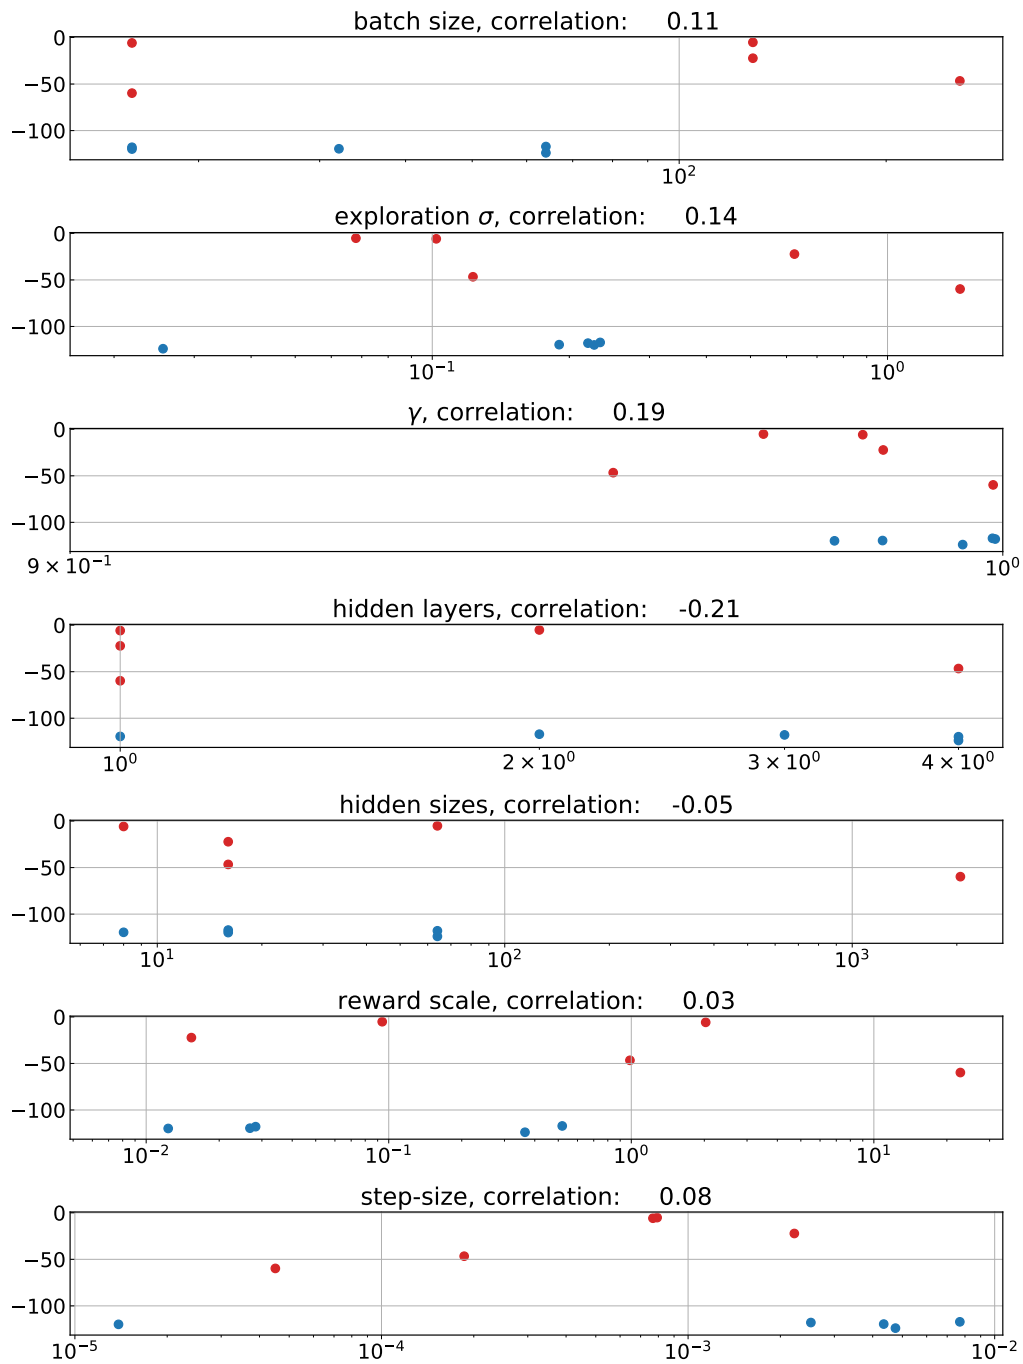 batch size, correlation: 0.11
0
−50
−100
10²
exploration σ, correlation: 0.14
0
−50
−100
10⁻¹ 10⁰
γ, correlation: 0.19
0
−50
−100
9 × 10⁻¹ 10⁰
hidden layers, correlation: -0.21
0
−50
−100
10⁰ 2 × 10⁰ 3 × 10⁰ 4 × 10⁰
hidden sizes, correlation: -0.05
0
−50
−100
10¹ 10² 10³
reward scale, correlation: 0.03
0
−50
−100
10⁻² 10⁻¹ 10⁰ 10¹
step-size, correlation: 0.08
0
−50
−100
10⁻⁵ 10⁻⁴ 10⁻³ 10⁻²